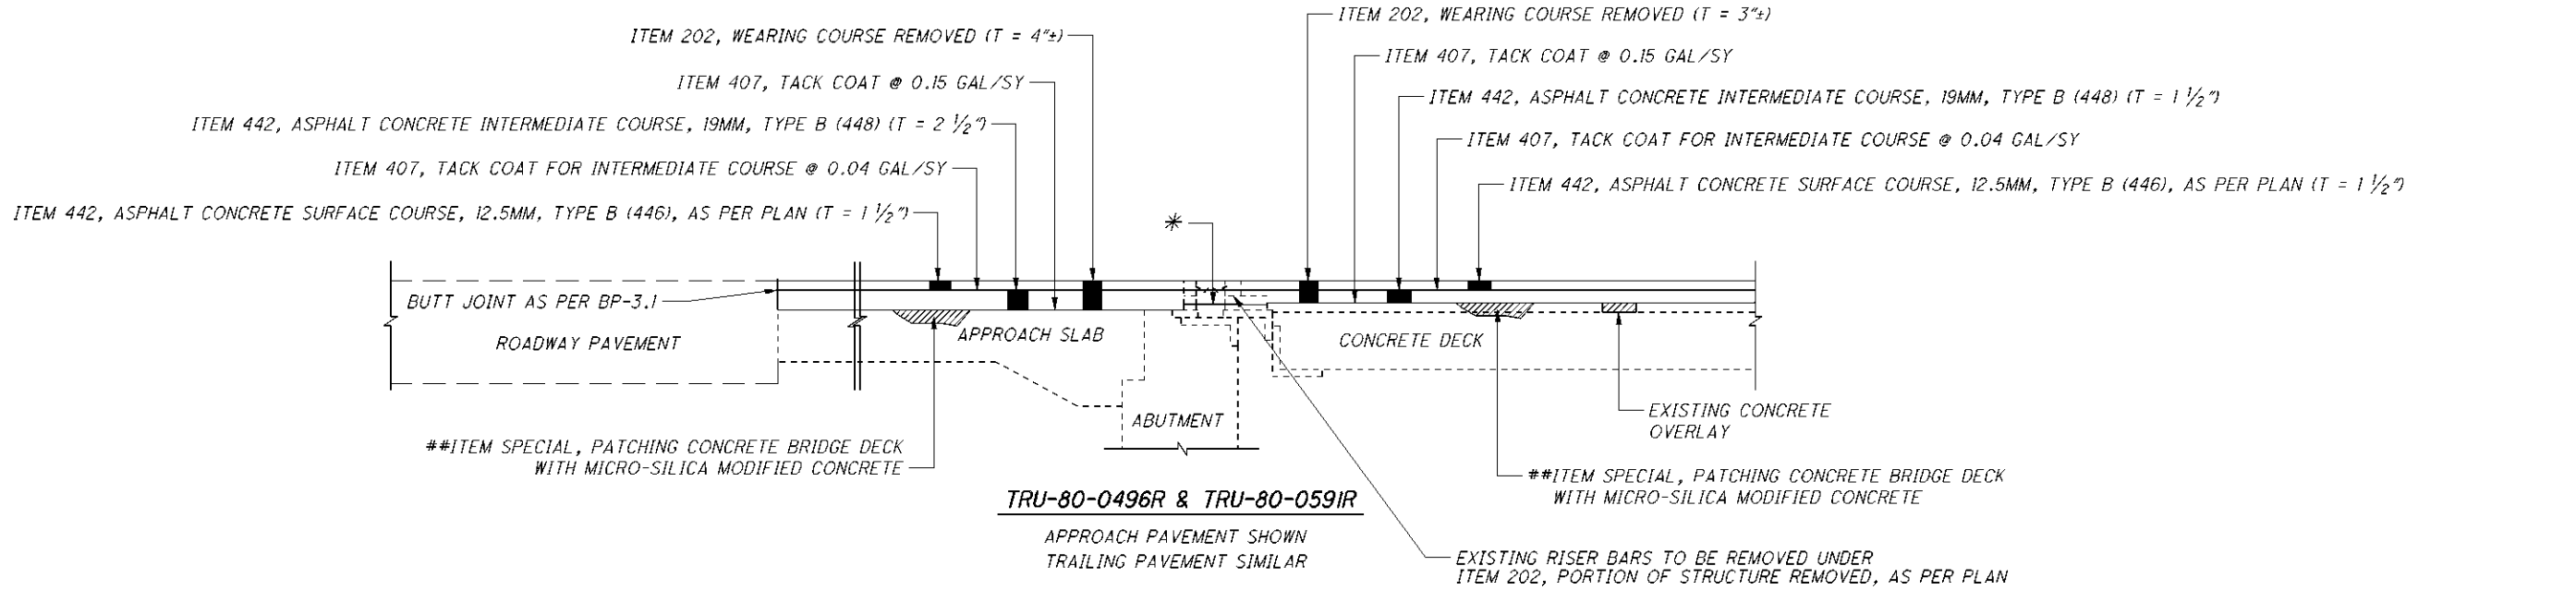 ITEM 202, WEARING COURSE REMOVED (T = 4"±)
ITEM 407, TACK COAT @ 0.15 GAL/SY
ITEM 442, ASPHALT CONCRETE INTERMEDIATE COURSE, 19MM, TYPE B (448) (T = 2 1/2")
ITEM 407, TACK COAT FOR INTERMEDIATE COURSE @ 0.04 GAL/SY
ITEM 442, ASPHALT CONCRETE SURFACE COURSE, 12.5MM, TYPE B (446), AS PER PLAN (T = 1 1/2")
ITEM 202, WEARING COURSE REMOVED (T = 3"±)
ITEM 407, TACK COAT @ 0.15 GAL/SY
ITEM 442, ASPHALT CONCRETE INTERMEDIATE COURSE, 19MM, TYPE B (448) (T = 1 1/2")
ITEM 407, TACK COAT FOR INTERMEDIATE COURSE @ 0.04 GAL/SY
ITEM 442, ASPHALT CONCRETE SURFACE COURSE, 12.5MM, TYPE B (446), AS PER PLAN (T = 1 1/2")
*
BUTT JOINT AS PER BP-3.1
ROADWAY PAVEMENT
APPROACH SLAB
CONCRETE DECK
ABUTMENT
EXISTING CONCRETE
OVERLAY
##ITEM SPECIAL, PATCHING CONCRETE BRIDGE DECK
WITH MICRO-SILICA MODIFIED CONCRETE
##ITEM SPECIAL, PATCHING CONCRETE BRIDGE DECK
WITH MICRO-SILICA MODIFIED CONCRETE
TRU-80-0496R & TRU-80-0591R
APPROACH PAVEMENT SHOWN
TRAILING PAVEMENT SIMILAR
EXISTING RISER BARS TO BE REMOVED UNDER
ITEM 202, PORTION OF STRUCTURE REMOVED, AS PER PLAN